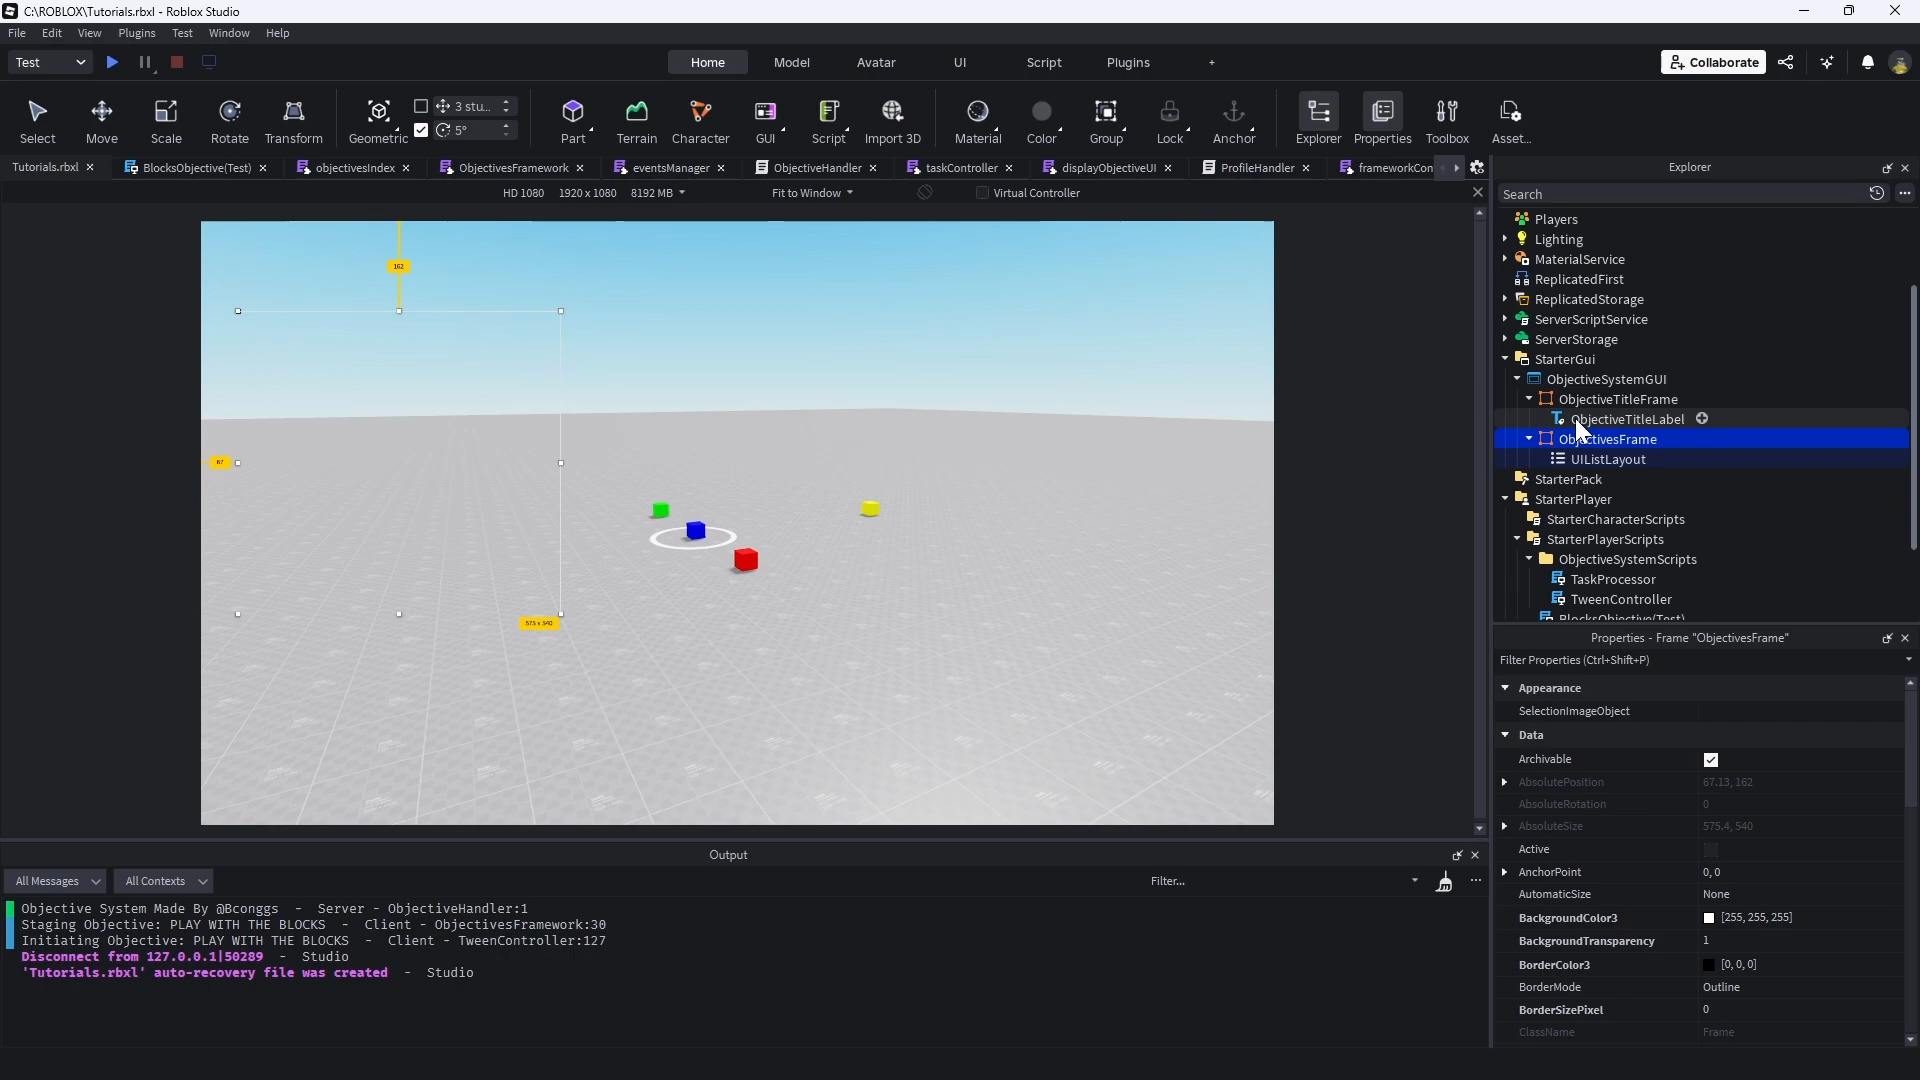 C:\ROBLOX\Tutorials.rbxl - Roblox Studio
File Edit View Plugins Test Window Help
Test Home Model Avatar UI Script Plugins + Collaborate
3 stu...
5°
Select Move Scale Rotate Transform Geometric Part Terrain Character GUI Script Import 3D Material Color Group Lock Anchor Explorer Properties Toolbox Asset...
Tutorials.rbxl BlocksObjective(Test) objectivesIndex ObjectivesFramework eventsManager ObjectiveHandler taskController displayObjectiveUI ProfileHandler frameworkCon
HD 1080 1920 x 1080 8192 MB Fit to Window Virtual Controller
162
67
575 x 540
Explorer
Search
Players
Lighting
MaterialService
ReplicatedFirst
ReplicatedStorage
ServerScriptService
ServerStorage
StarterGui
ObjectiveSystemGUI
ObjectiveTitleFrame
ObjectiveTitleLabel
ObjectivesFrame
UIListLayout
StarterPack
StarterPlayer
StarterCharacterScripts
StarterPlayerScripts
ObjectiveSystemScripts
TaskProcessor
TweenController
BlocksObjective(Test)
Properties - Frame "ObjectivesFrame"
Filter Properties (Ctrl+Shift+P)
Appearance
SelectionImageObject
Data
Archivable
AbsolutePosition 67.13, 162
AbsoluteRotation 0
AbsoluteSize 575.4, 540
Active
AnchorPoint 0, 0
AutomaticSize None
BackgroundColor3 [255, 255, 255]
BackgroundTransparency 1
BorderColor3 [0, 0, 0]
BorderMode Outline
BorderSizePixel 0
ClassName Frame
Output
All Messages All Contexts Filter...
Objective System Made By @Bconggs - Server - ObjectiveHandler:1
Staging Objective: PLAY WITH THE BLOCKS - Client - ObjectivesFramework:30
Initiating Objective: PLAY WITH THE BLOCKS - Client - TweenController:127
Disconnect from 127.0.0.1|50289 - Studio
'Tutorials.rbxl' auto-recovery file was created - Studio